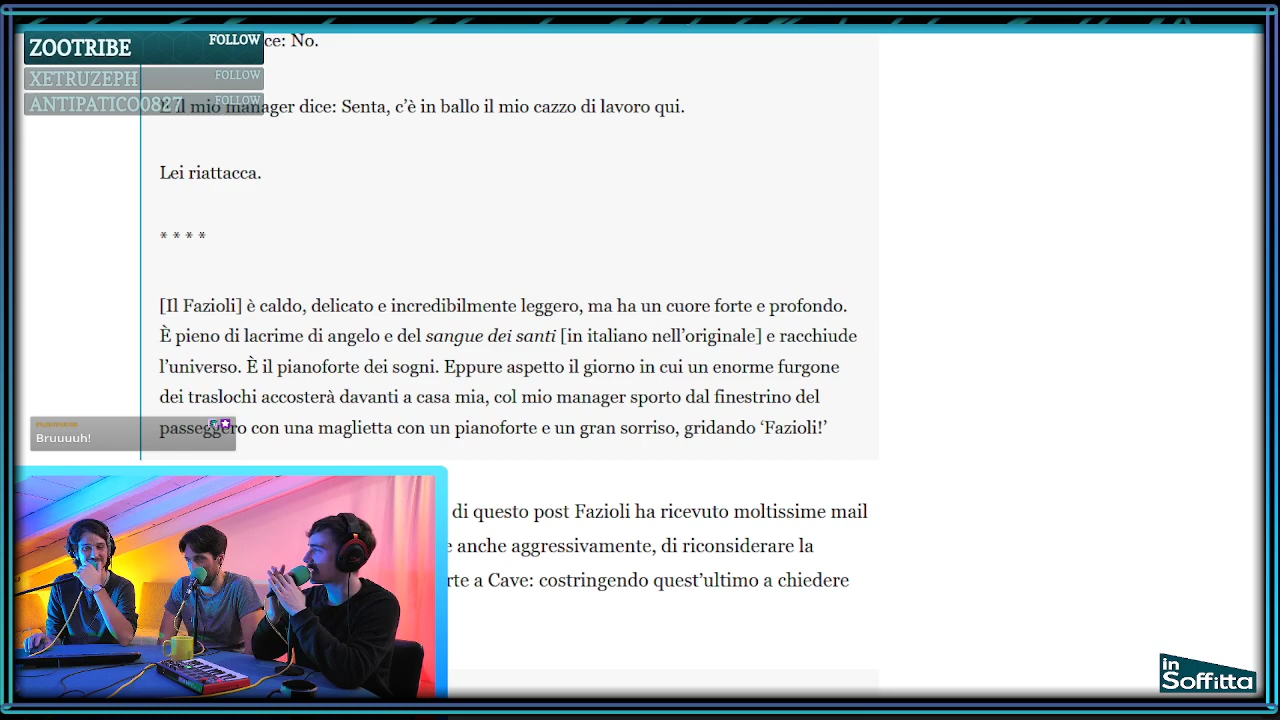 ZOOTRIBE FOLLOW
XETRUZEPH FOLLOW
ANTIPATICO0827 FOLLOW
ce: No.
il mio manager dice: Senta, c’è in ballo il mio cazzo di lavoro qui.
Lei riattacca.
* * * *
[Il Fazioli] è caldo, delicato e incredibilmente leggero, ma ha un cuore forte e profondo.
È pieno di lacrime di angelo e del sangue dei santi [in italiano nell’originale] e racchiude
l’universo. È il pianoforte dei sogni. Eppure aspetto il giorno in cui un enorme furgone
dei traslochi accosterà davanti a casa mia, col mio manager sporto dal finestrino del
passeggero con una maglietta con un pianoforte e un gran sorriso, gridando ‘Fazioli!’
Bruuuuh!
di questo post Fazioli ha ricevuto moltissime mail
e anche aggressivamente, di riconsiderare la
rte a Cave: costringendo quest’ultimo a chiedere
in
Soffitta